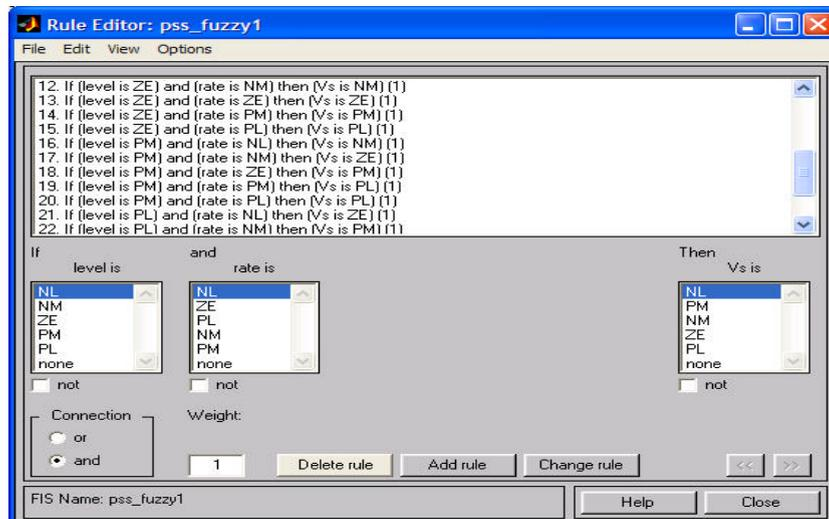 Rule Editor: pss_fuzzy1
File Edit View Options
12. If (level is ZE) and (rate is NM) then (Vs is NM) (1)
13. If (level is ZE) and (rate is ZE) then (Vs is ZE) (1)
14. If (level is ZE) and (rate is PM) then (Vs is PM) (1)
15. If (level is ZE) and (rate is PL) then (Vs is PL) (1)
16. If (level is PM) and (rate is NL) then (Vs is NM) (1)
17. If (level is PM) and (rate is NM) then (Vs is ZE) (1)
18. If (level is PM) and (rate is ZE) then (Vs is PM) (1)
19. If (level is PM) and (rate is PM) then (Vs is PL) (1)
20. If (level is PM) and (rate is PL) then (Vs is PL) (1)
21. If (level is PL) and (rate is NL) then (Vs is ZE) (1)
22. If (level is PL) and (rate is NM) then (Vs is PM) (1)
If and Then
level is rate is Vs is
NL NL NL
NM ZE PM
ZE PL NM
PM NM ZE
PL PM PL
none none none
not not not
Connection Weight:
or
and 1 Delete rule Add rule Change rule << >>
FIS Name: pss_fuzzy1 Help Close